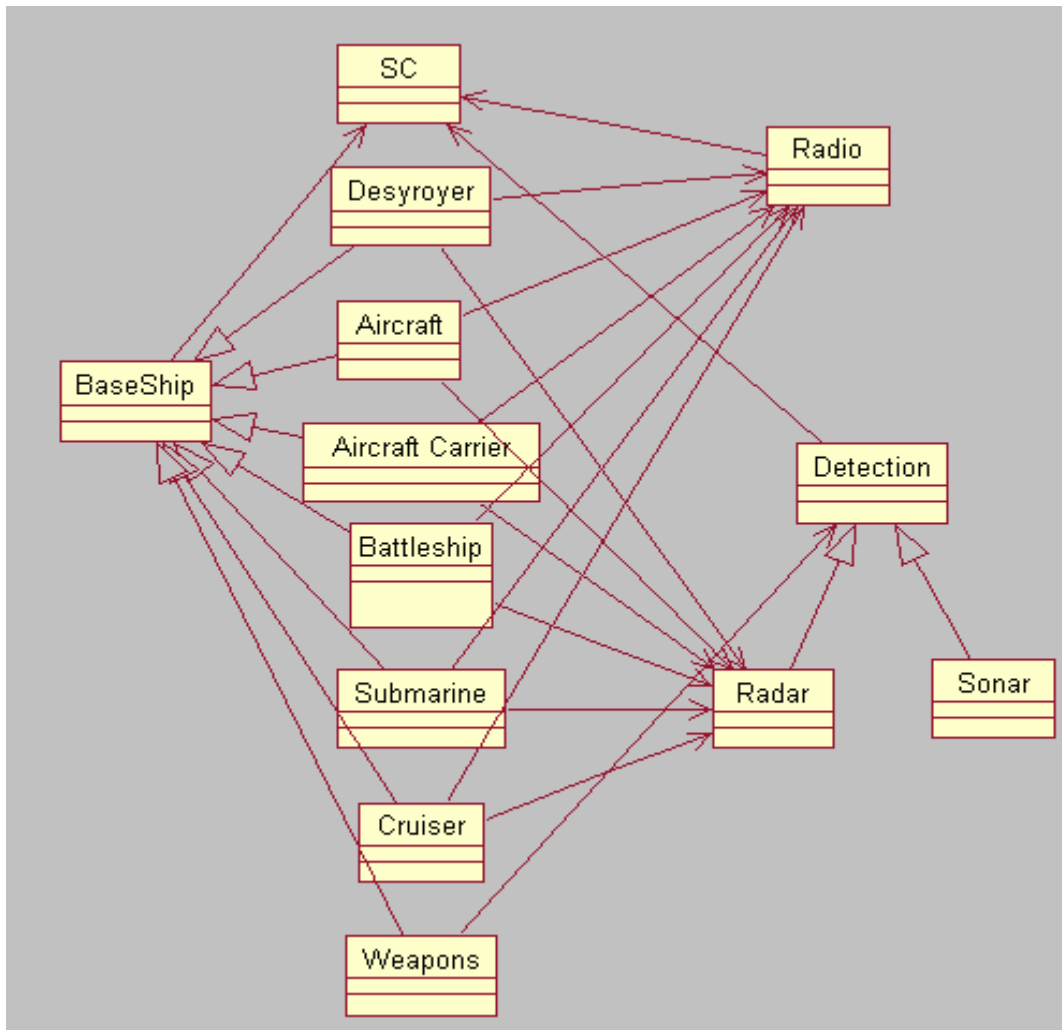 SC
Radio
Desyroyer
Aircraft
BaseShip
Aircraft Carrier
Detection
Battleship
Submarine
Radar
Sonar
Cruiser
Weapons